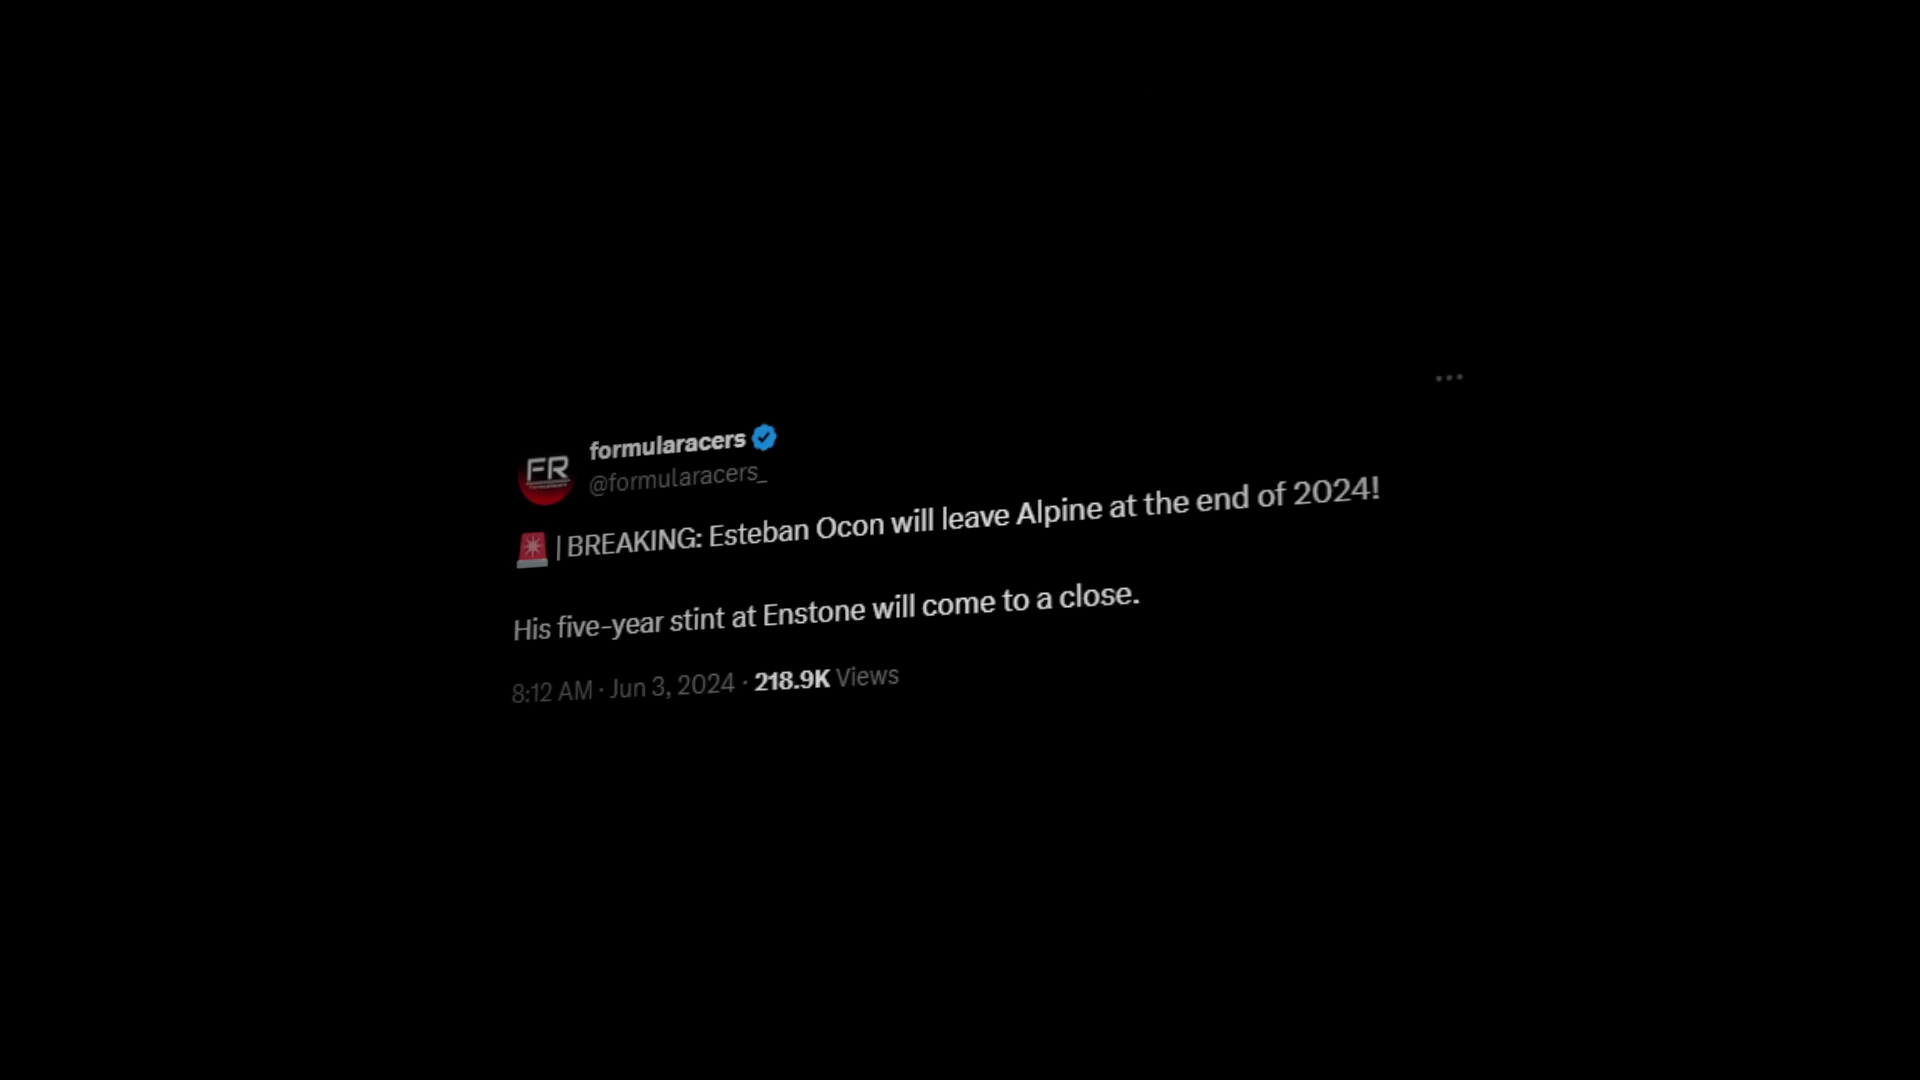 formularacers
@formularacers_
FR
🚨 | BREAKING: Esteban Ocon will leave Alpine at the end of 2024!
His five-year stint at Enstone will come to a close.
8:12 AM · Jun 3, 2024 · 218.9K Views